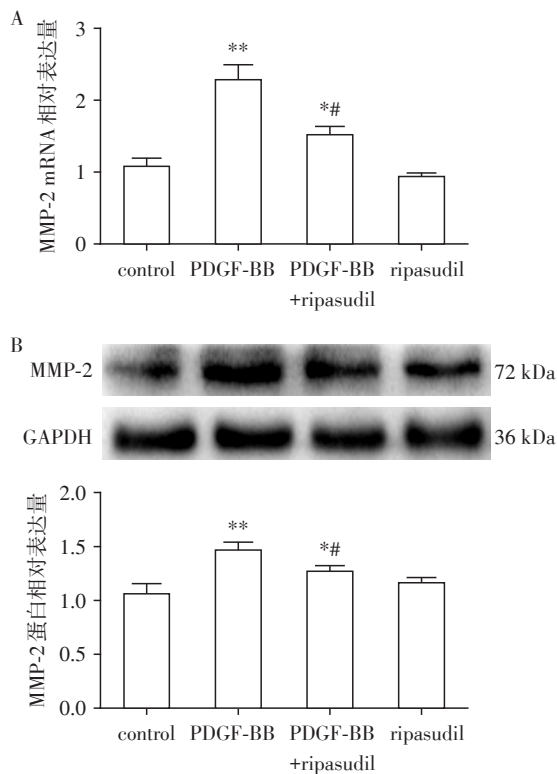 A
MMP-2 mRNA 相对表达量
3
2
1
0
**
*#
control PDGF-BB PDGF-BB ripasudil
+ripasudil
B
MMP-2 72 kDa
GAPDH 36 kDa
MMP-2 蛋白相对表达量
2.0
1.5
1.0
0.5
0.0
**
*#
control PDGF-BB PDGF-BB ripasudil
+ripasudil